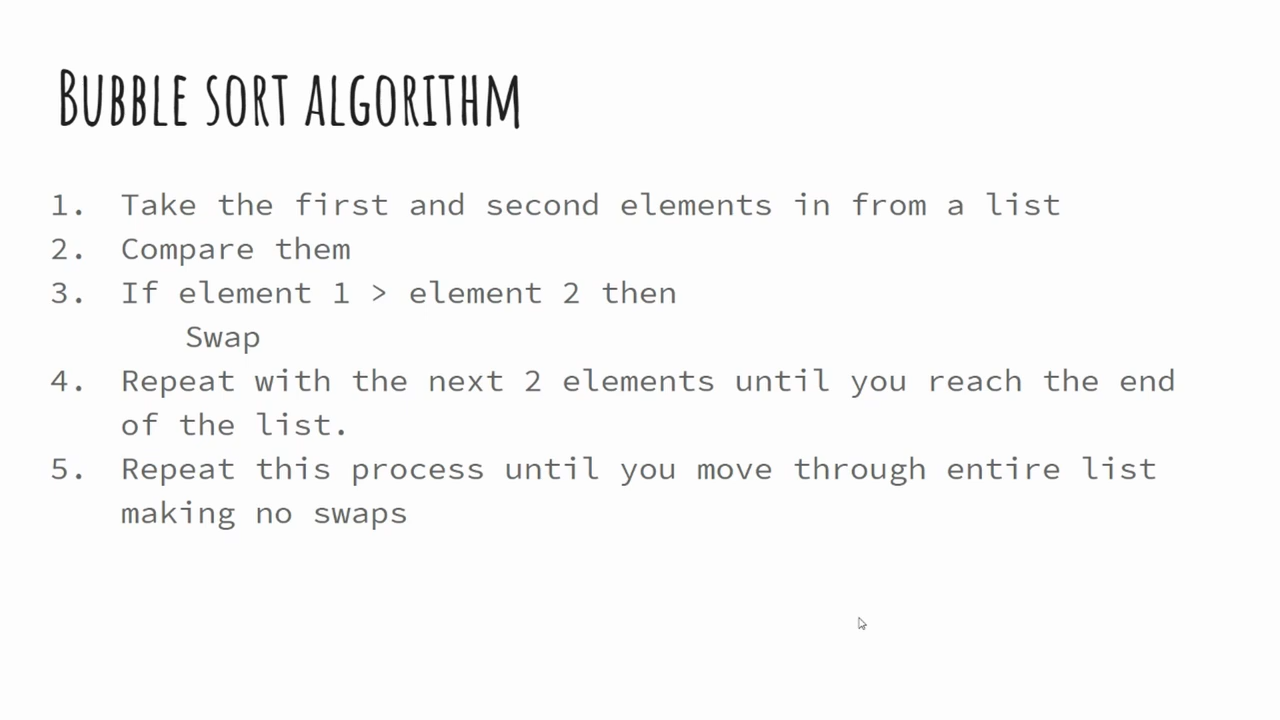 Bubble sort algorithm
1. Take the first and second elements in from a list
2. Compare them
3. If element 1 > element 2 then
Swap
4. Repeat with the next 2 elements until you reach the end
of the list.
5. Repeat this process until you move through entire list
making no swaps